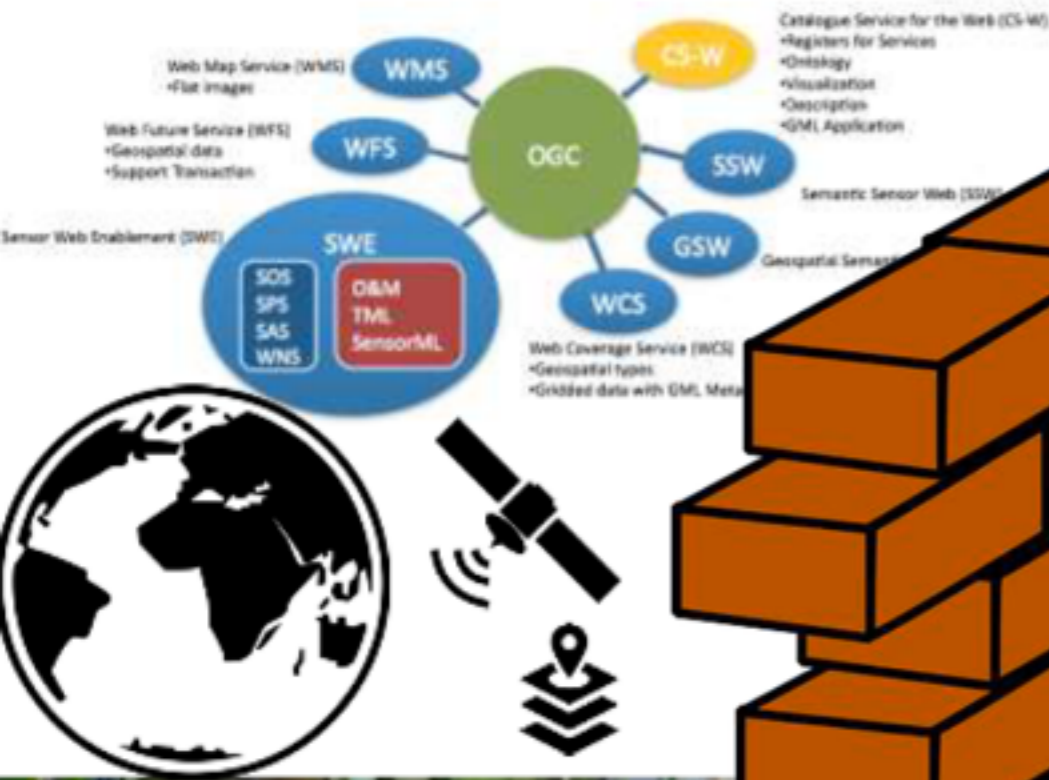 Catalogue Service for the Web (CS-W)
•Registers for Services
•Ontology
•Visualization
•Description
•GML Application
CS-W
Web Map Service (WMS)
•Flat images
WMS
Web Future Service (WFS)
•Geospatial data
•Support Transaction
WFS
OGC
SSW
Semantic Sensor Web (SSW)
Sensor Web Enablement (SWE)
SWE
SOS
SPS
SAS
WNS
O&M
TML
SensorML
GSW
Geospatial
WCS
Web Coverage Service (WCS)
•Geospatial types
•Gridded data with GML